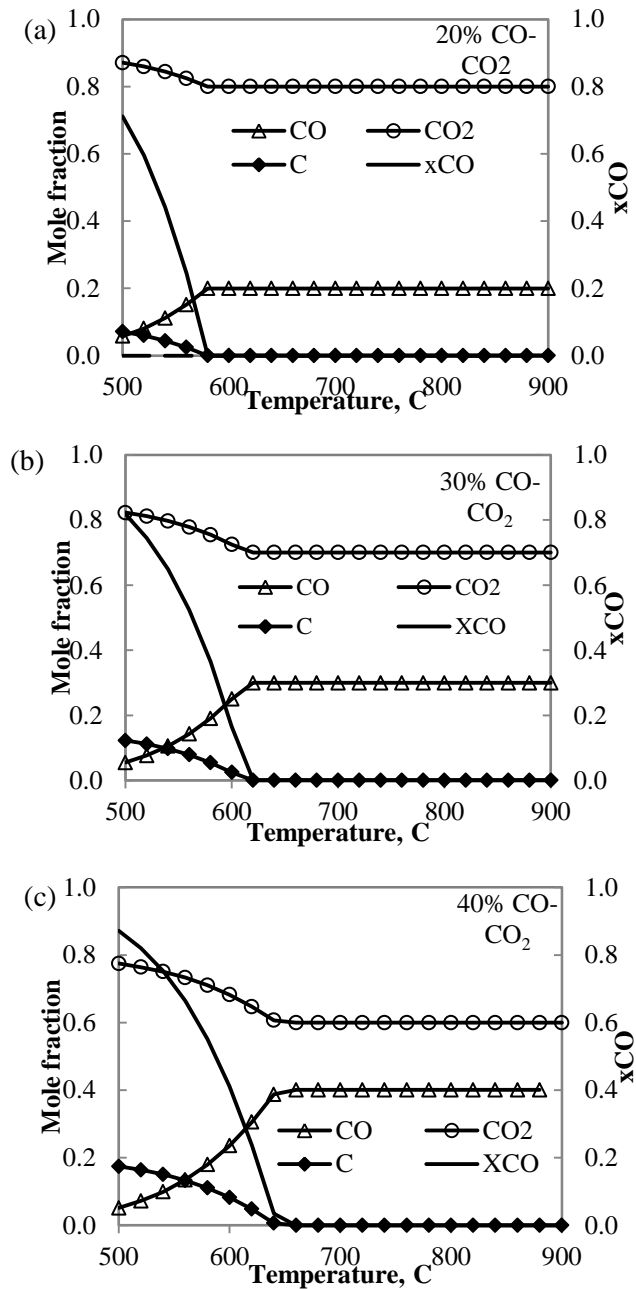 (a)
20% CO-
CO2
1.0
0.8
0.6
0.4
0.2
0.0
Mole fraction
CO
CO2
C
xCO
1.0
0.8
0.6
0.4
0.2
0.0
xCO
500 600 700 800 900
Temperature, C
(b)
30% CO-
CO₂
1.0
0.8
0.6
0.4
0.2
0.0
Mole fraction
CO
CO2
C
XCO
1.0
0.8
0.6
0.4
0.2
0.0
xCO
500 600 700 800 900
Temperature, C
(c)
40% CO-
CO₂
1.0
0.8
0.6
0.4
0.2
0.0
Mole fraction
CO
CO2
C
XCO
1.0
0.8
0.6
0.4
0.2
0.0
xCO
500 600 700 800 900
Temperature, C